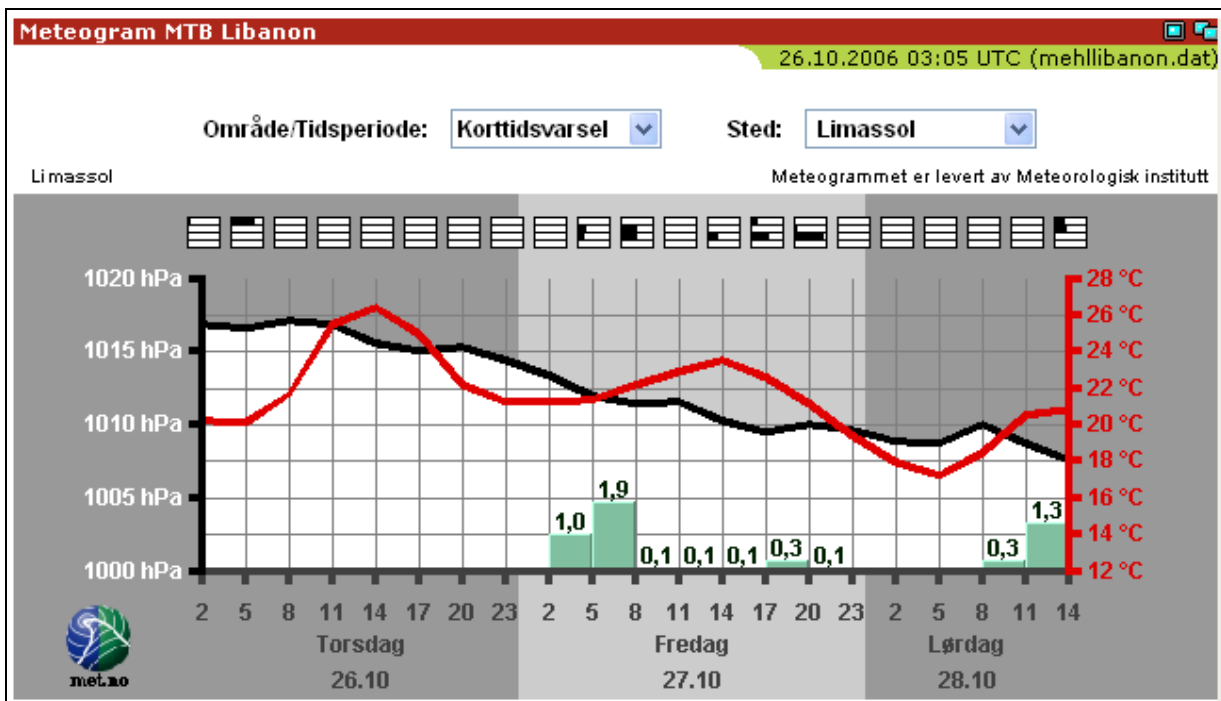 Meteogram MTB Libanon
26.10.2006 03:05 UTC (mehllibanon.dat)
Område/Tidsperiode: Korttidsvarsel Sted: Limassol
Limassol Meteogrammet er levert av Meteorologisk institutt
1020 hPa 28 °C
26 °C
1015 hPa 24 °C
22 °C
1010 hPa 20 °C
18 °C
1005 hPa 16 °C
14 °C
1000 hPa 12 °C
1,0 1,9 0,1 0,1 0,1 0,3 0,1 0,3 1,3
2 5 8 11 14 17 20 23 2 5 8 11 14 17 20 23 2 5 8 11 14
Torsdag Fredag Lørdag
26.10 27.10 28.10
met.no